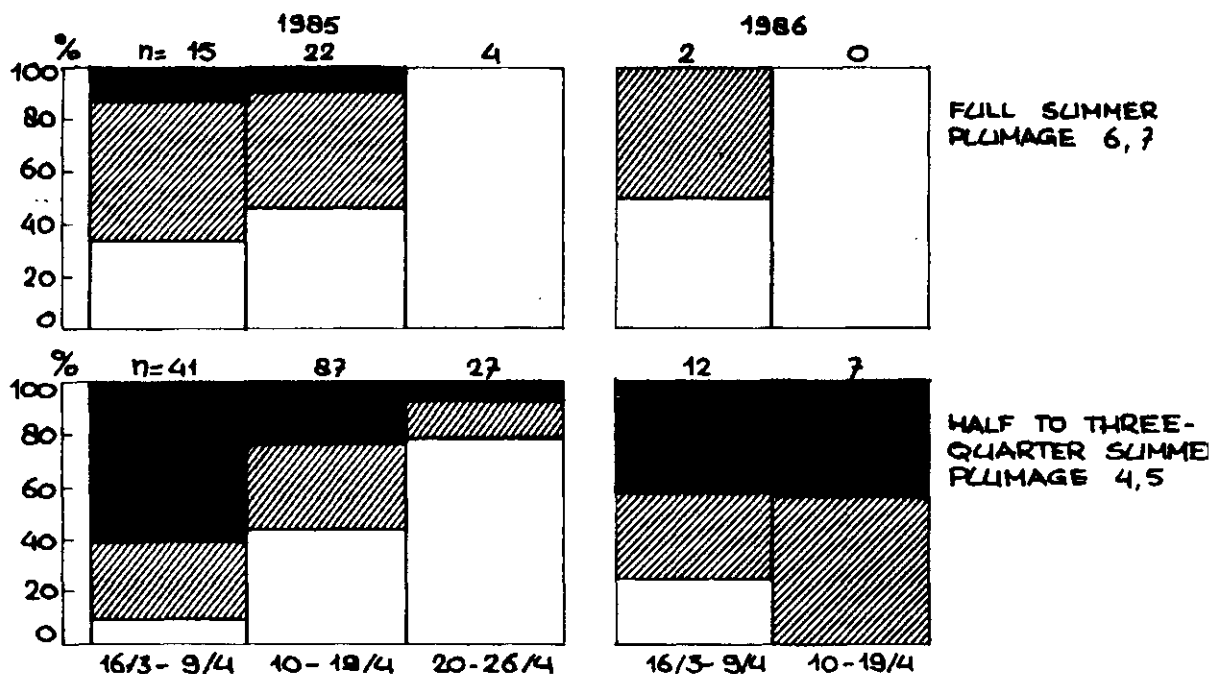 1985 1986
% n= 15 22 4 2 0
100
80
60
40
20
0
FULL SUMMER
PLUMAGE 6,7
% n=41 87 27 12 7
100
80
60
40
20
0
HALF TO THREE-
QUARTER SUMME
PLUMAGE 4,5
16/3-9/4 10-19/4 20-26/4 16/3-9/4 10-19/4